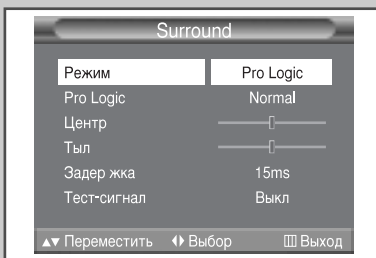 Surround
Режим Pro Logic
Pro Logic Normal
Центр
Тыл
Задер жка 15ms
Тест-сигнал Выкл
▲▼ Переместить ◀▶ Выбор Выход